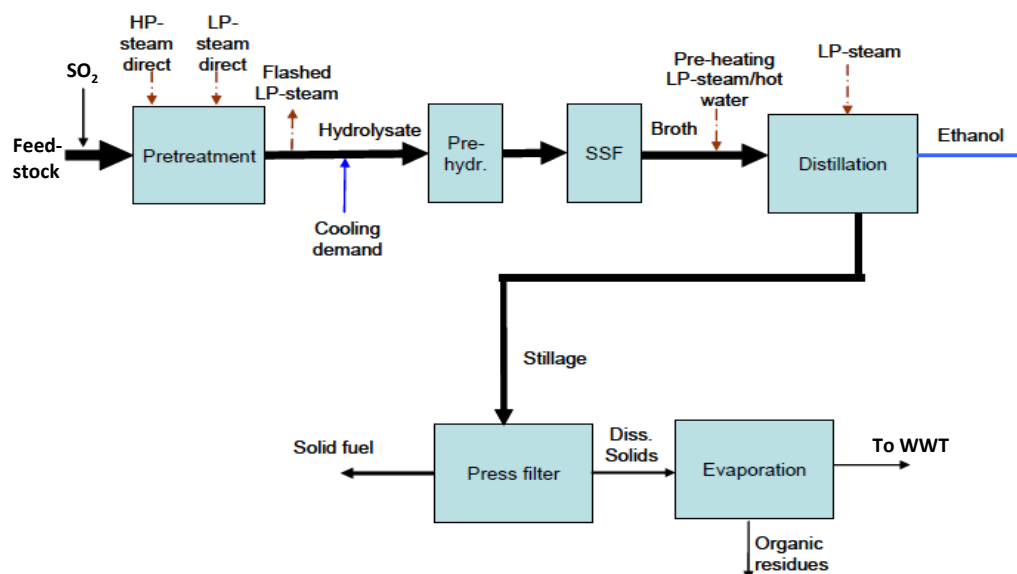 HP-
steam
direct
LP-
steam
direct
SO2
Flashed
LP-steam
Pre-heating
LP-steam/hot
water
LP-steam
Feed-
stock
Pretreatment
Hydrolysate
Pre-
hydr.
SSF
Broth
Distillation
Ethanol
Cooling
demand
Stillage
Solid fuel
Press filter
Diss.
Solids
Evaporation
To WWT
Organic
residues